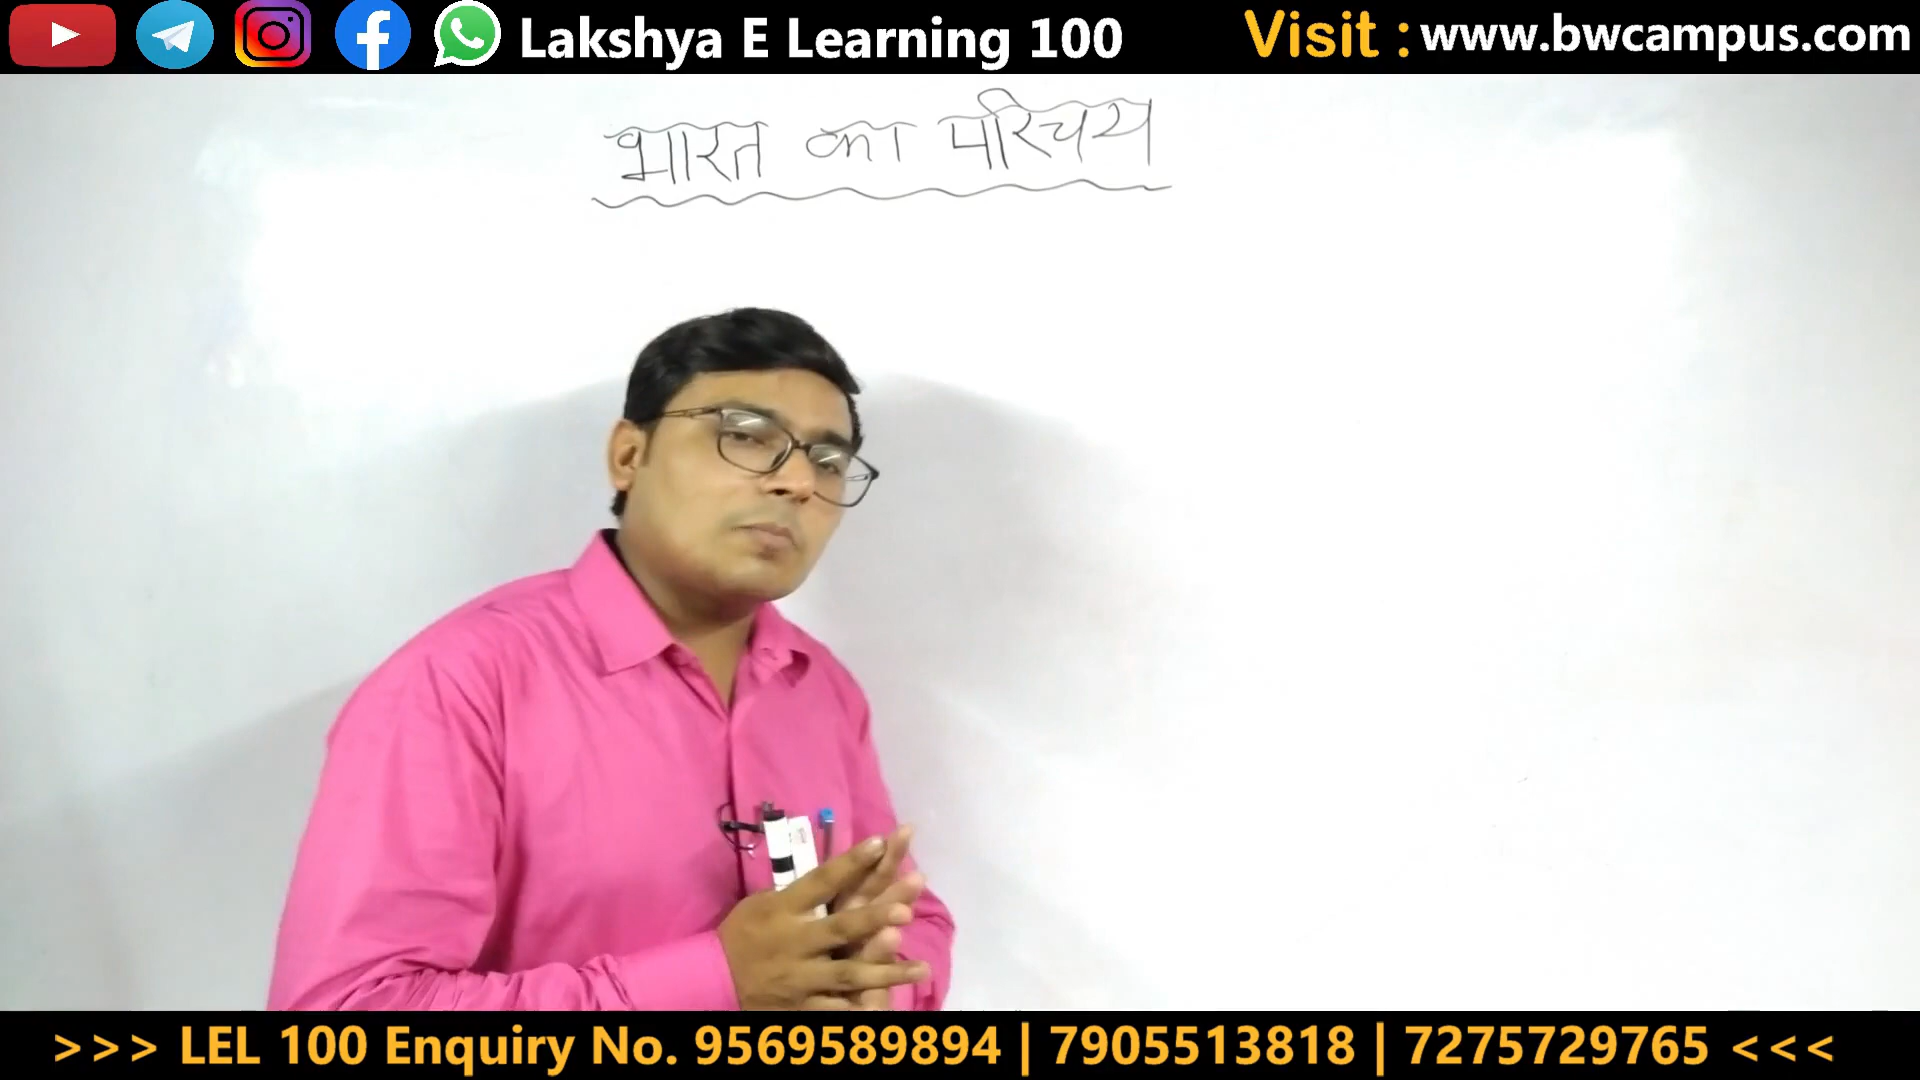 Lakshya E Learning 100 Visit : www.bwcampus.com
भारत का परिचय
>>> LEL 100 Enquiry No. 9569589894 | 7905513818 | 7275729765 <<<